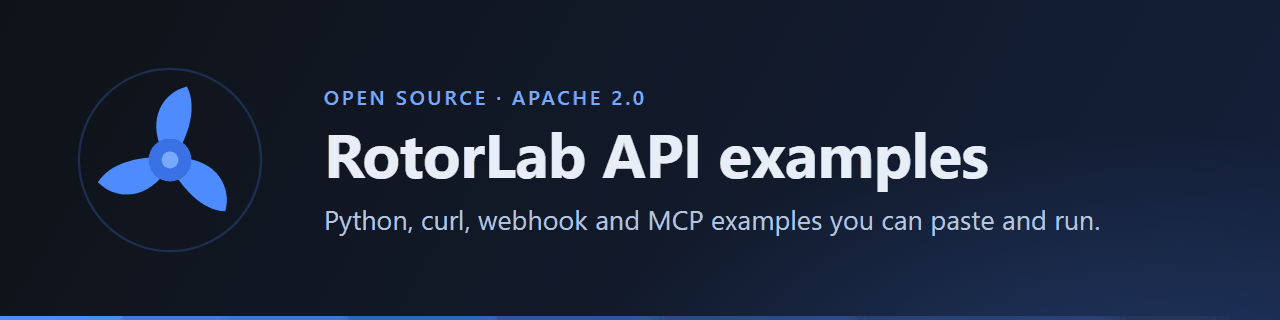 OPEN SOURCE · APACHE 2.0
RotorLab API examples
Python, curl, webhook and MCP examples you can paste and run.